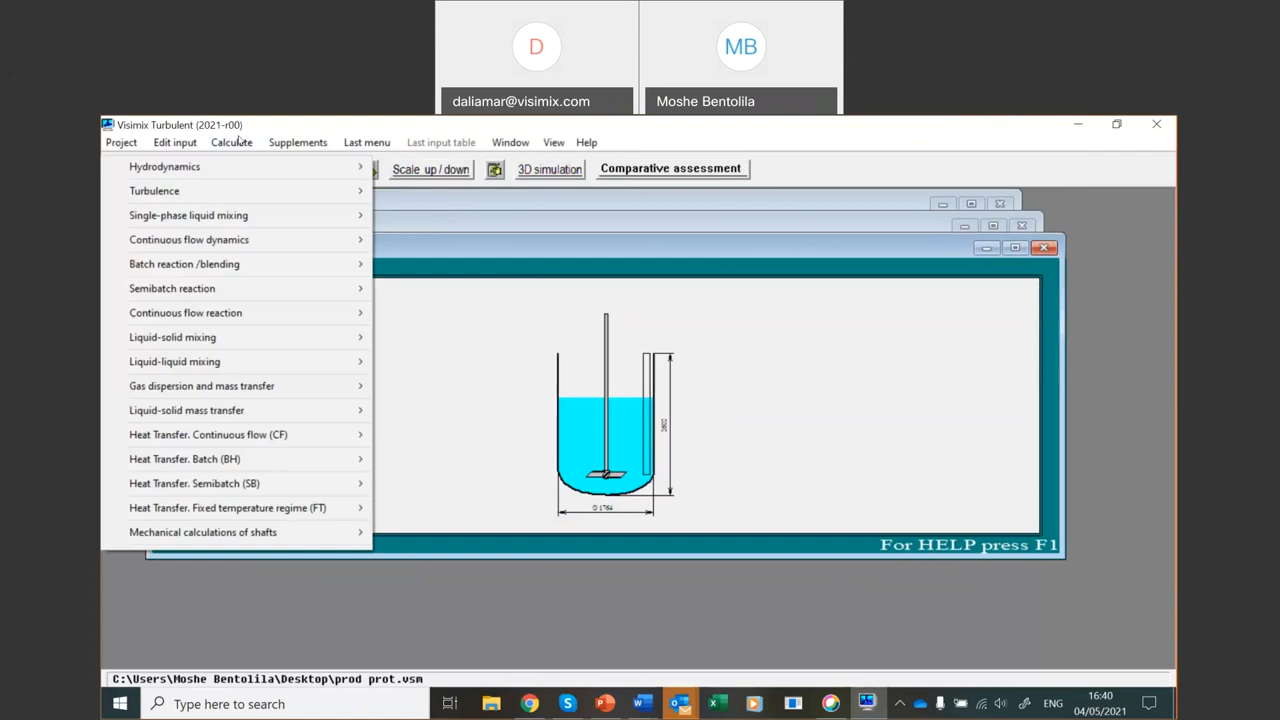 D
MB
daliamar@visimix.com
Moshe Bentolila
Visimix Turbulent (2021-r00)
Project Edit input Calculate Supplements Last menu Last input table Window View Help
Scale up / down 3D simulation Comparative assessment
Hydrodynamics
Turbulence
Single-phase liquid mixing
Continuous flow dynamics
Batch reaction /blending
Semibatch reaction
Continuous flow reaction
Liquid-solid mixing
Liquid-liquid mixing
Gas dispersion and mass transfer
Liquid-solid mass transfer
Heat Transfer. Continuous flow (CF)
Heat Transfer. Batch (BH)
Heat Transfer. Semibatch (SB)
Heat Transfer. Fixed temperature regime (FT)
Mechanical calculations of shafts
For HELP press F1
C:\Users\Moshe Bentolila\Desktop\prod prot.vsm
Type here to search
ENG
16:40
04/05/2021